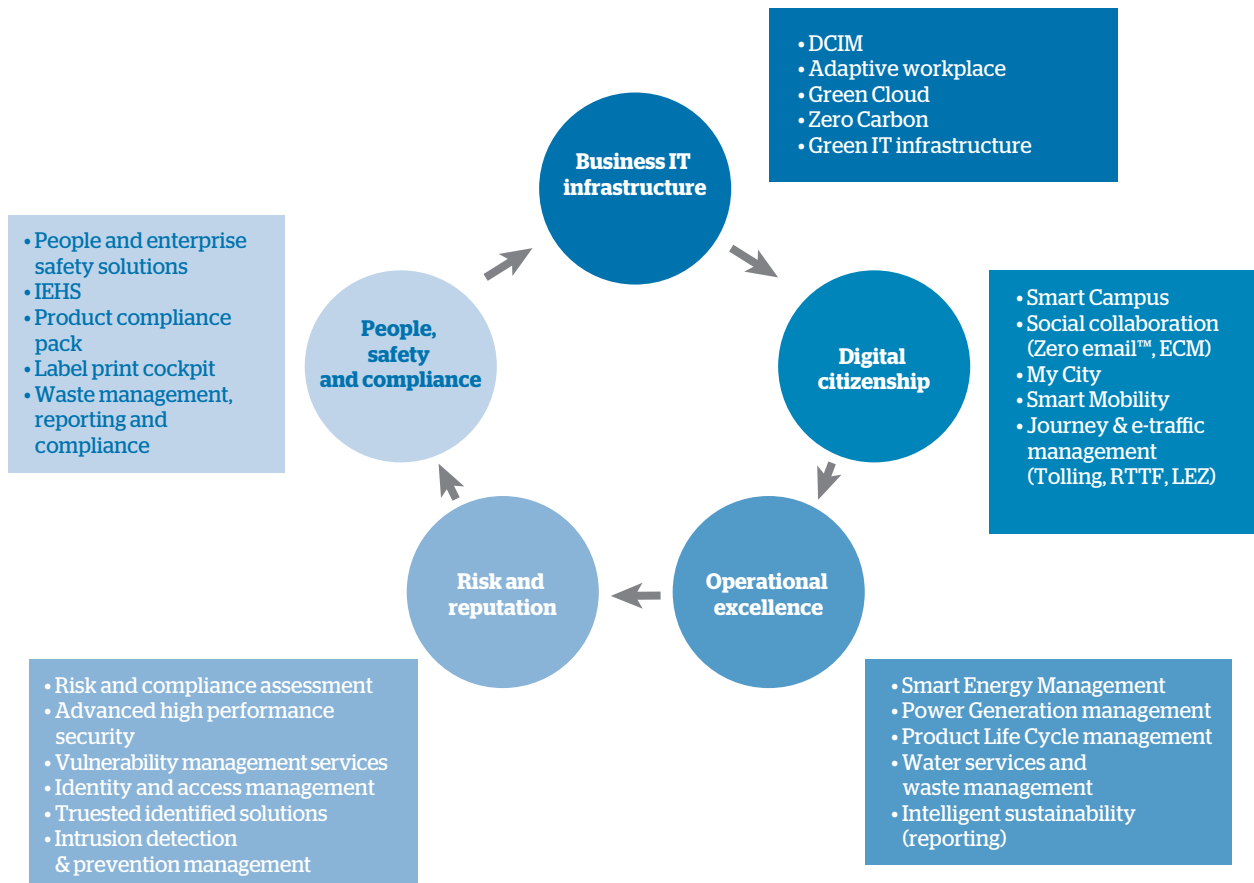 Business IT
infrastructure
• DCIM
• Adaptive workplace
• Green Cloud
• Zero Carbon
• Green IT infrastructure
Digital
citizenship
• Smart Campus
• Social collaboration
(Zero email™, ECM)
• My City
• Smart Mobility
• Journey & e-traffic
management
(Tolling, RTTF, LEZ)
Operational
excellence
• Smart Energy Management
• Power Generation management
• Product Life Cycle management
• Water services and
waste management
• Intelligent sustainability
(reporting)
Risk and
reputation
• Risk and compliance assessment
• Advanced high performance
security
• Vulnerability management services
• Identity and access management
• Truested identified solutions
• Intrusion detection
& prevention management
People,
safety
and compliance
• People and enterprise
safety solutions
• IEHS
• Product compliance
pack
• Label print cockpit
• Waste management,
reporting and
compliance